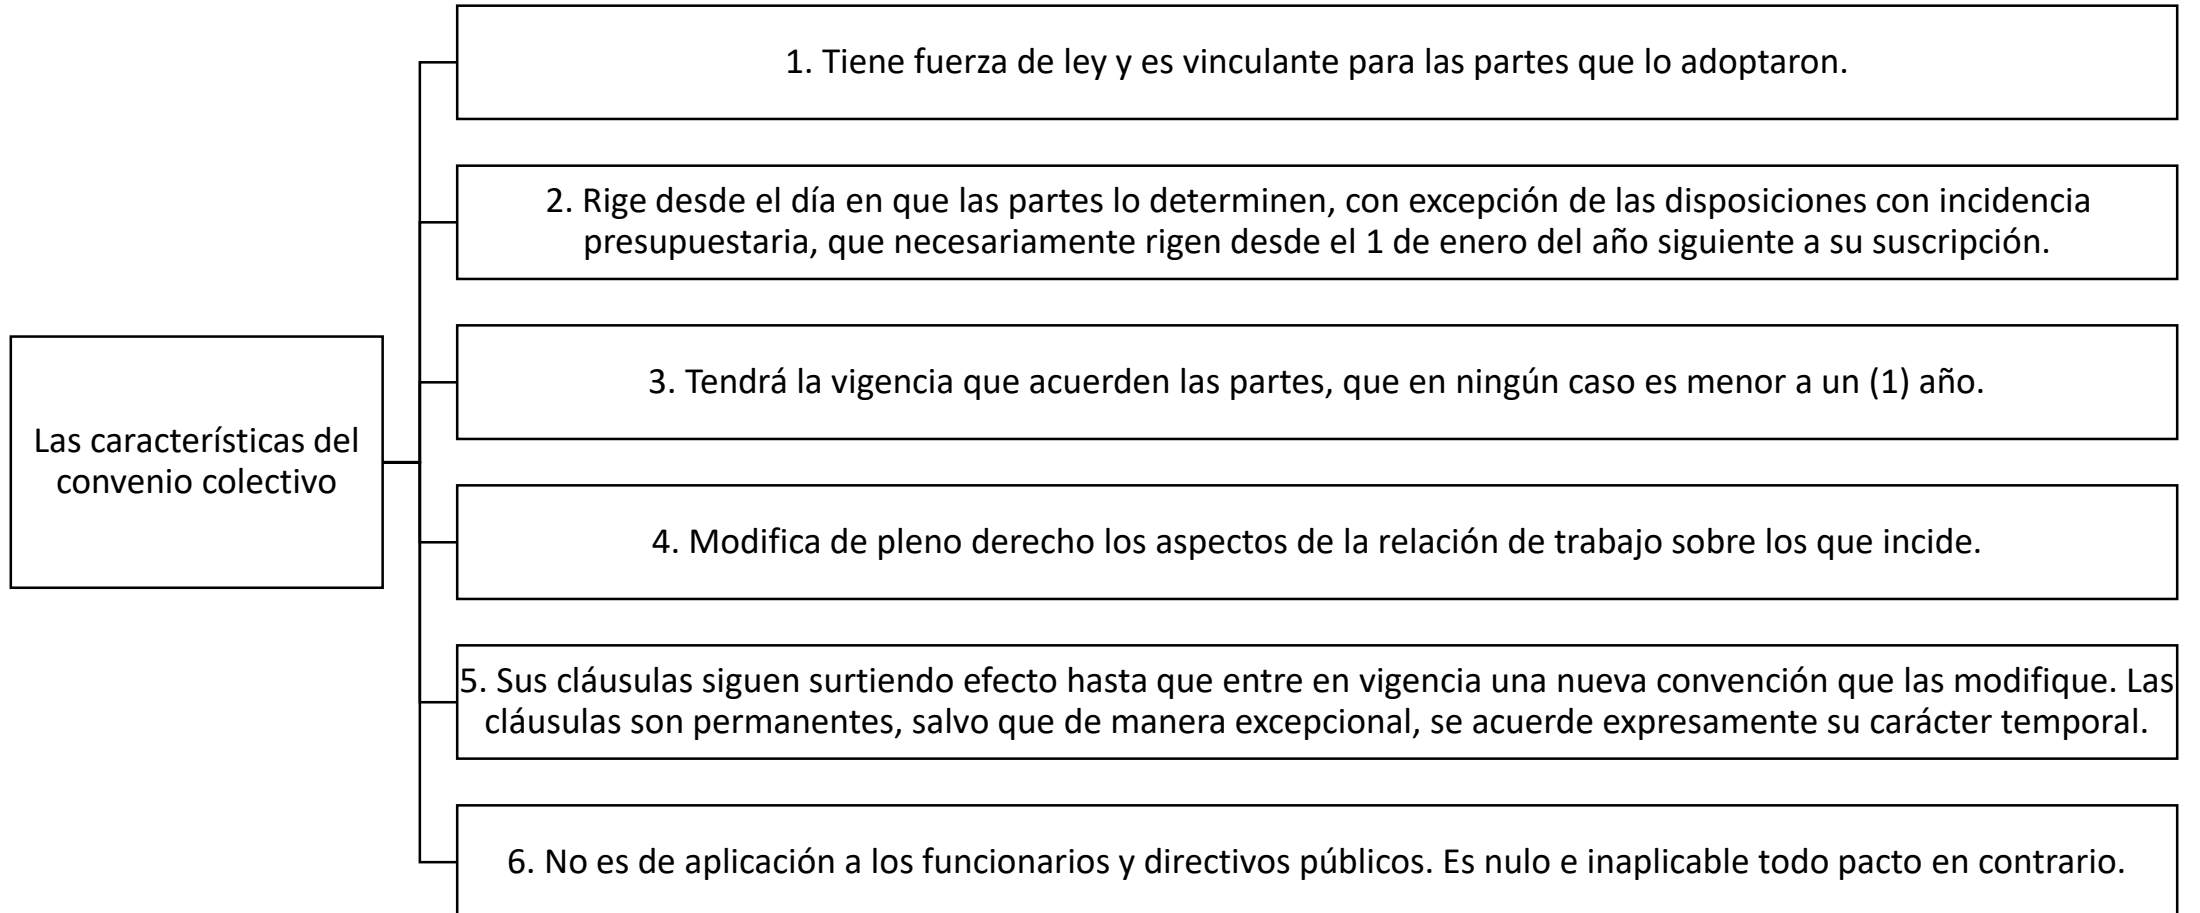 Las características del
convenio colectivo
1. Tiene fuerza de ley y es vinculante para las partes que lo adoptaron.
2. Rige desde el día en que las partes lo determinen, con excepción de las disposiciones con incidencia
presupuestaria, que necesariamente rigen desde el 1 de enero del año siguiente a su suscripción.
3. Tendrá la vigencia que acuerden las partes, que en ningún caso es menor a un (1) año.
4. Modifica de pleno derecho los aspectos de la relación de trabajo sobre los que incide.
5. Sus cláusulas siguen surtiendo efecto hasta que entre en vigencia una nueva convención que las modifique. Las
cláusulas son permanentes, salvo que de manera excepcional, se acuerde expresamente su carácter temporal.
6. No es de aplicación a los funcionarios y directivos públicos. Es nulo e inaplicable todo pacto en contrario.